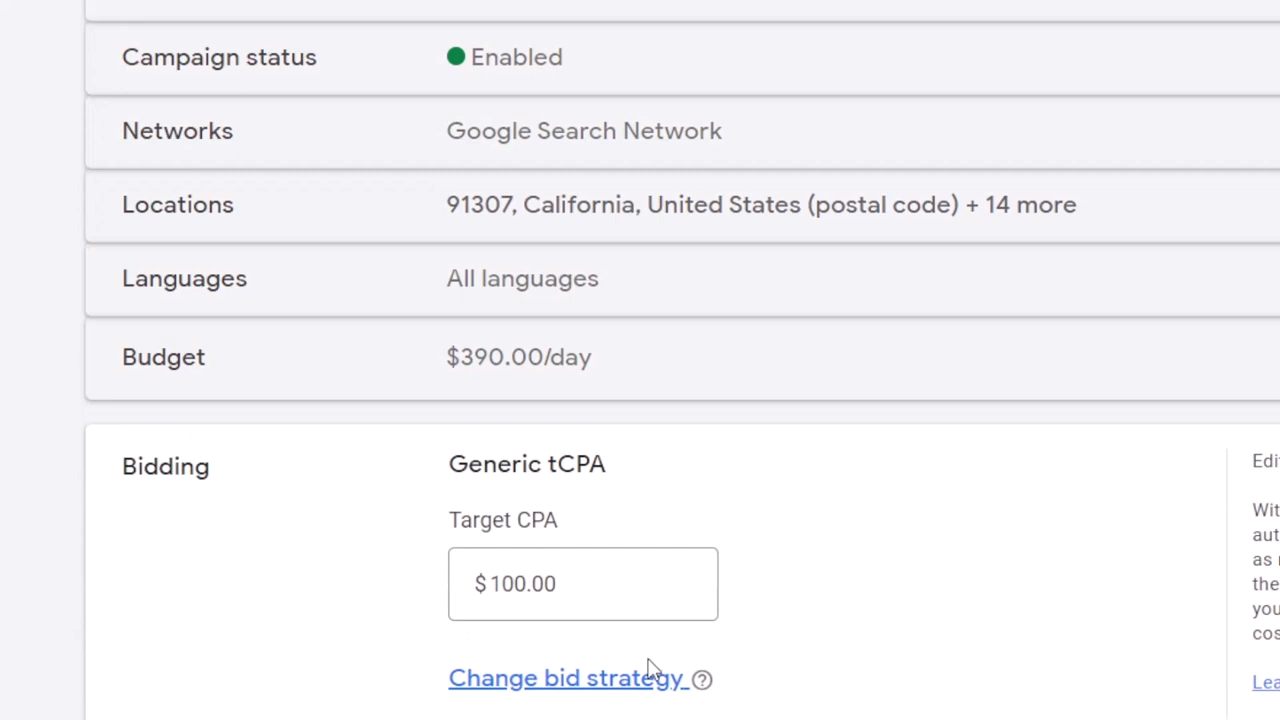 Campaign status
Enabled
Networks
Google Search Network
Locations
91307, California, United States (postal code) + 14 more
Languages
All languages
Budget
$390.00/day
Bidding
Generic tCPA
Target CPA
$ 100.00
Change bid strategy